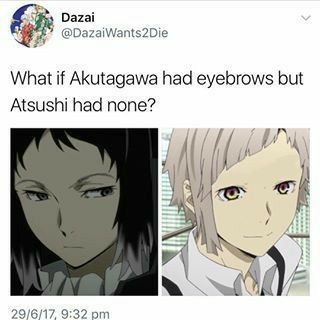 Dazai
@DazaiWants2Die
What if Akutagawa had eyebrows but
Atsushi had none?
29/6/17, 9:32 pm